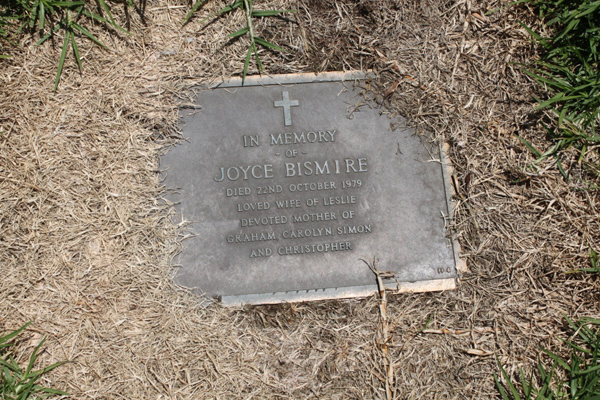 IN MEMORY
- OF -
JOYCE BISMIRE
DIED 22ND OCTOBER 1979
LOVED WIFE OF LESLIE
DEVOTED MOTHER OF
GRAHAM, CAROLYN, SIMON
AND CHRISTOPHER